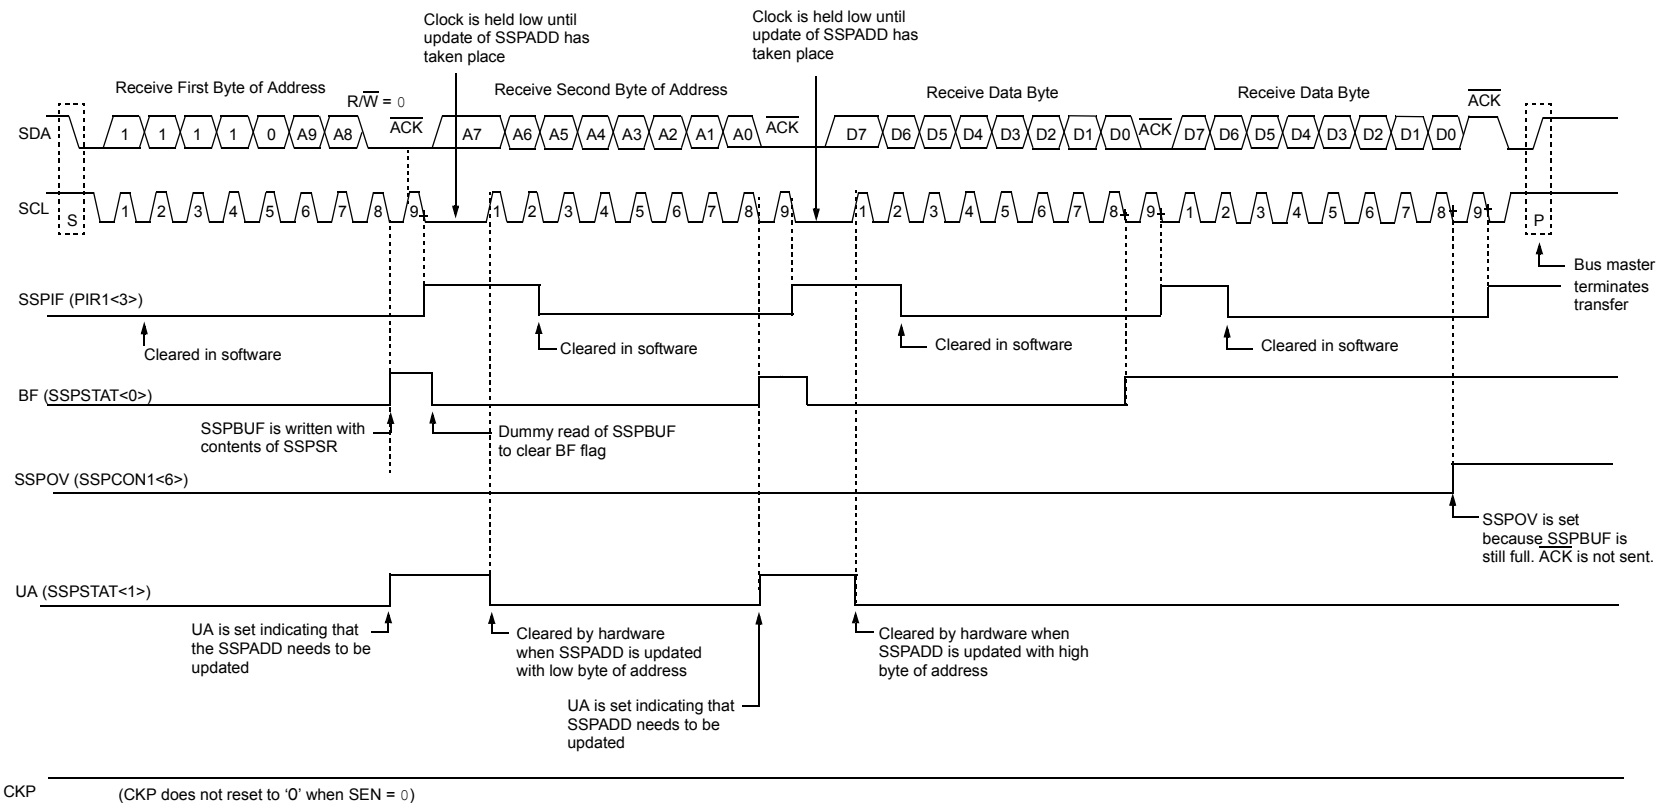 Clock is held low until
update of SSPADD has
taken place
Clock is held low until
update of SSPADD has
taken place
Receive First Byte of Address
R/W = 0
ACK
Receive Second Byte of Address
ACK
Receive Data Byte
ACK
Receive Data Byte
ACK
SDA
1 1 1 1 0 A9 A8
A7 A6 A5 A4 A3 A2 A1 A0
D7 D6 D5 D4 D3 D2 D1 D0
D7 D6 D5 D4 D3 D2 D1 D0
SCL
S
1 2 3 4 5 6 7 8 9
1 2 3 4 5 6 7 8 9
1 2 3 4 5 6 7 8 9
1 2 3 4 5 6 7 8 9
P
Bus master
terminates
transfer
SSPIF (PIR1<3>)
Cleared in software
Cleared in software
Cleared in software
Cleared in software
BF (SSPSTAT<0>)
SSPBUF is written with
contents of SSPSR
Dummy read of SSPBUF
to clear BF flag
SSPOV (SSPCON1<6>)
SSPOV is set
because SSPBUF is
still full. ACK is not sent.
UA (SSPSTAT<1>)
UA is set indicating that
the SSPADD needs to be
updated
Cleared by hardware
when SSPADD is updated
with low byte of address
UA is set indicating that
SSPADD needs to be
updated
Cleared by hardware when
SSPADD is updated with high
byte of address
CKP
(CKP does not reset to ‘0’ when SEN = 0)